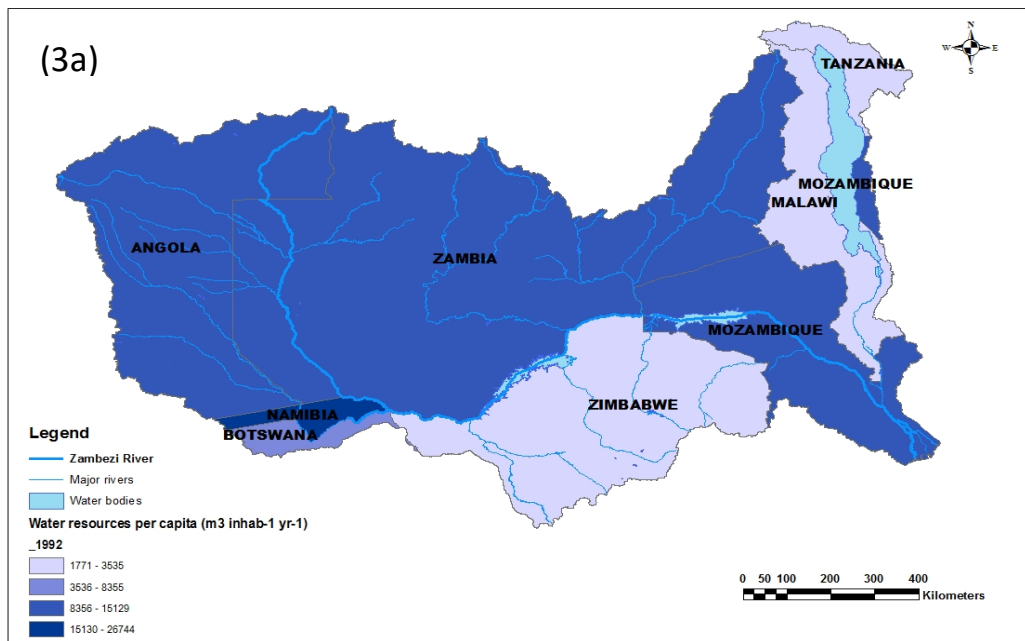 (3a)
N
W E
S
TANZANIA
MOZAMBIQUE
MALAWI
ANGOLA
ZAMBIA
MOZAMBIQUE
ZIMBABWE
NAMIBIA
BOTSWANA
Legend
Zambezi River
Major rivers
Water bodies
Water resources per capita (m3 inhab-1 yr-1)
_1992
1771 - 3535
3536 - 8355
8356 - 15129
15130 - 26744
0 50 100 200 300 400
Kilometers